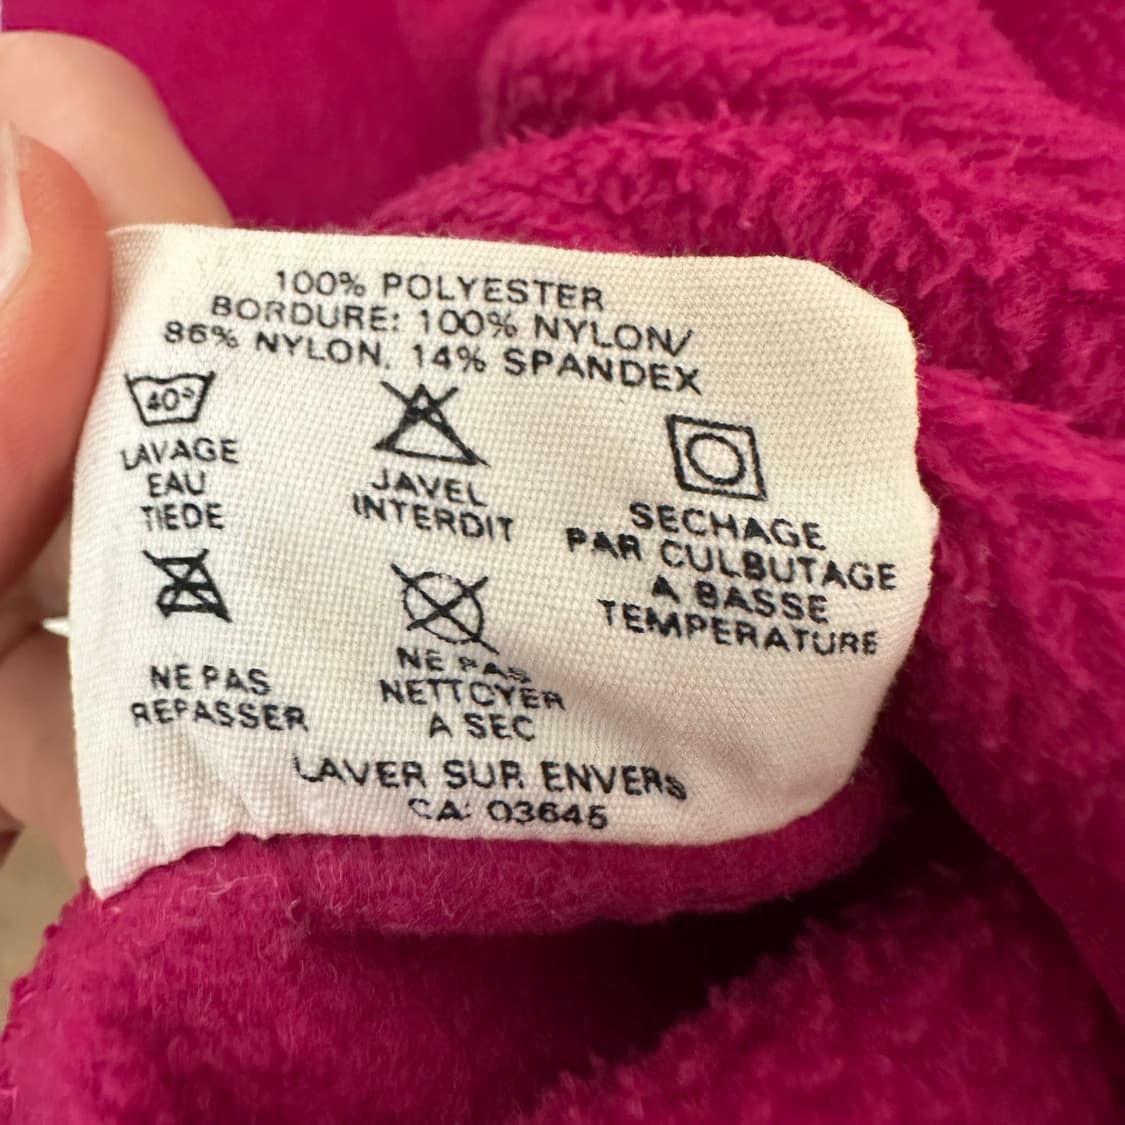 100% POLYESTER
BORDURE: 100% NYLON/
86% NYLON, 14% SPANDEX
40°
LAVAGE
EAU
TIEDE
JAVEL
INTERDIT
SECHAGE
PAR CULBUTAGE
A BASSE
TEMPERATURE
NE PAS
REPASSER
NE PAS
NETTOYER
A SEC
LAVER SUR ENVERS
CA: 03645